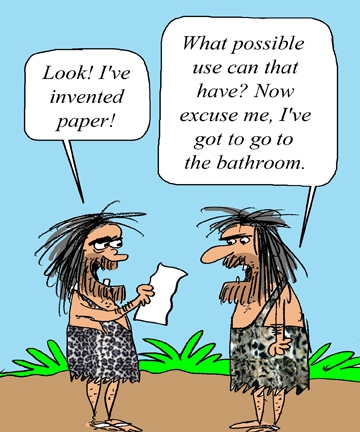 Look! I've
invented
paper!
What possible
use can that
have? Now
excuse me, I've
got to go to
the bathroom.